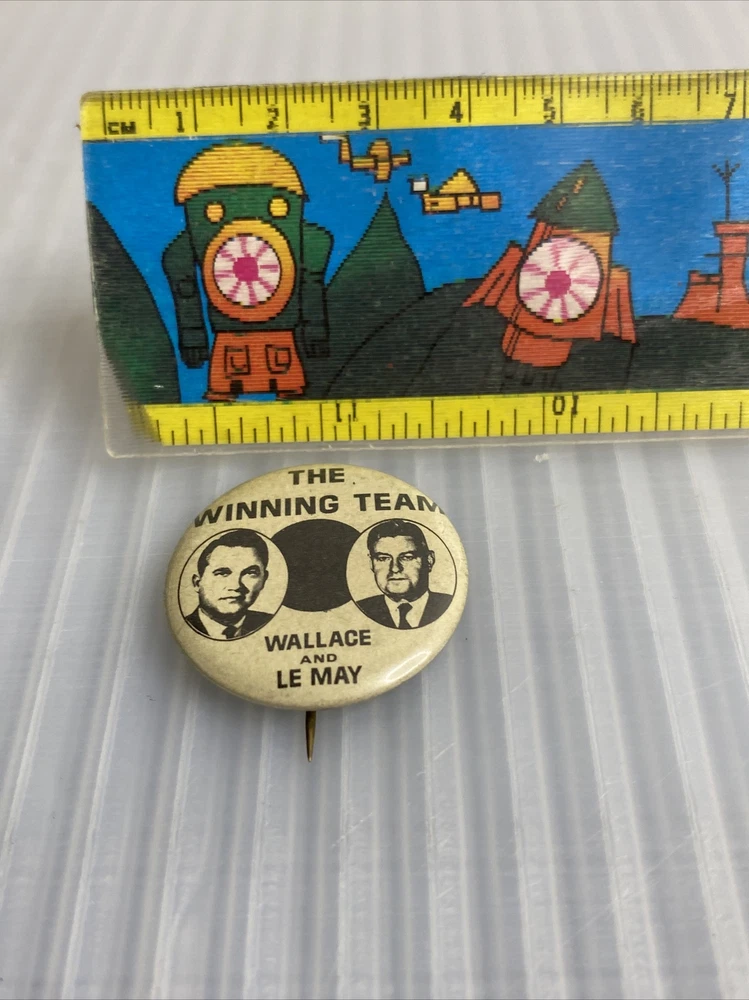 CM 1 2 3 4 5 6 7
11 10
THE
WINNING TEAM
WALLACE
AND
LE MAY